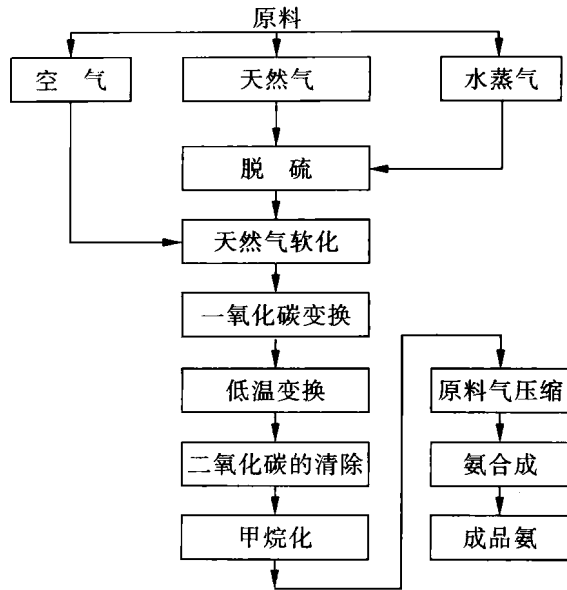 原料
空 气
天然气
水蒸气
脱 硫
天然气软化
一氧化碳变换
低温变换
二氧化碳的清除
甲烷化
原料气压缩
氨合成
成品氨